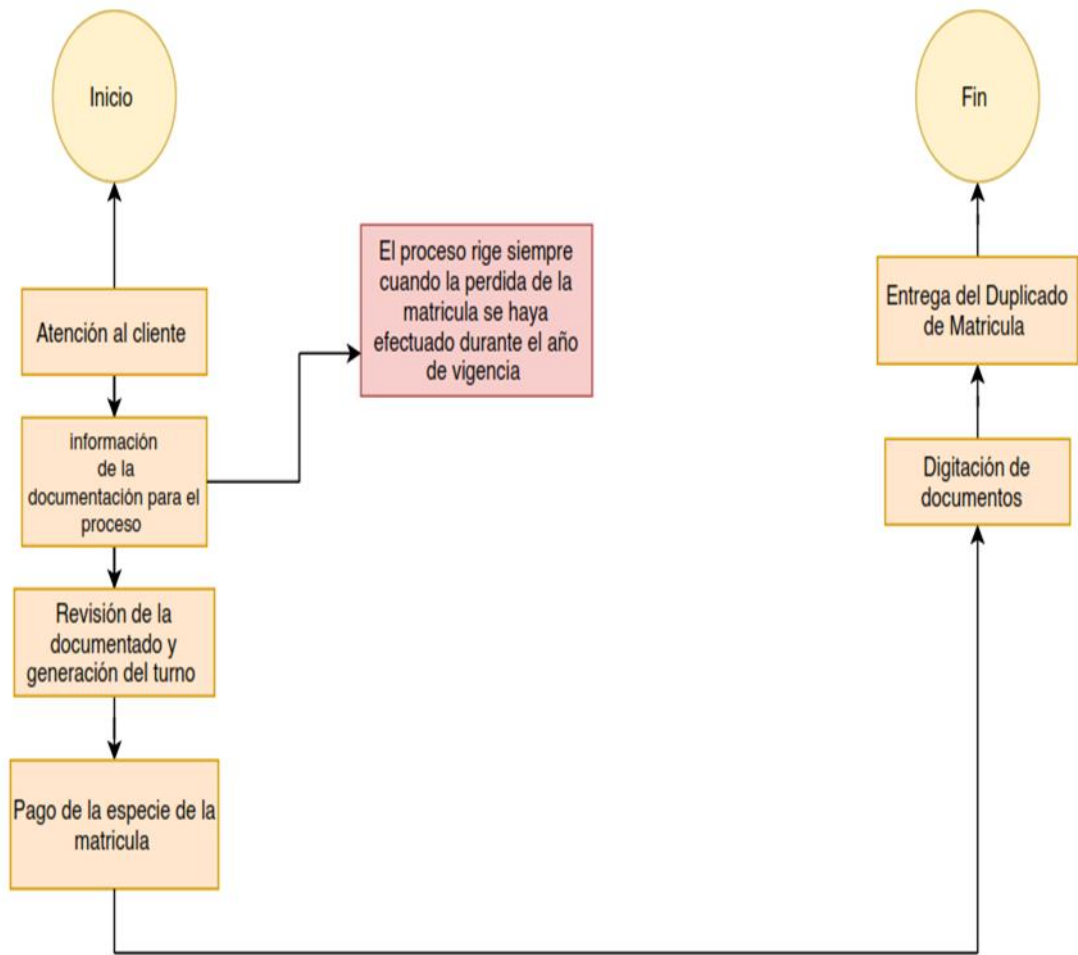 Inicio
Atención al cliente
información
de la
documentación para el
proceso
El proceso rige siempre
cuando la perdida de la
matricula se haya
efectuado durante el año
de vigencia
Revisión de la
documentado y
generación del turno
Pago de la especie de la
matricula
Digitación de
documentos
Entrega del Duplicado
de Matricula
Fin